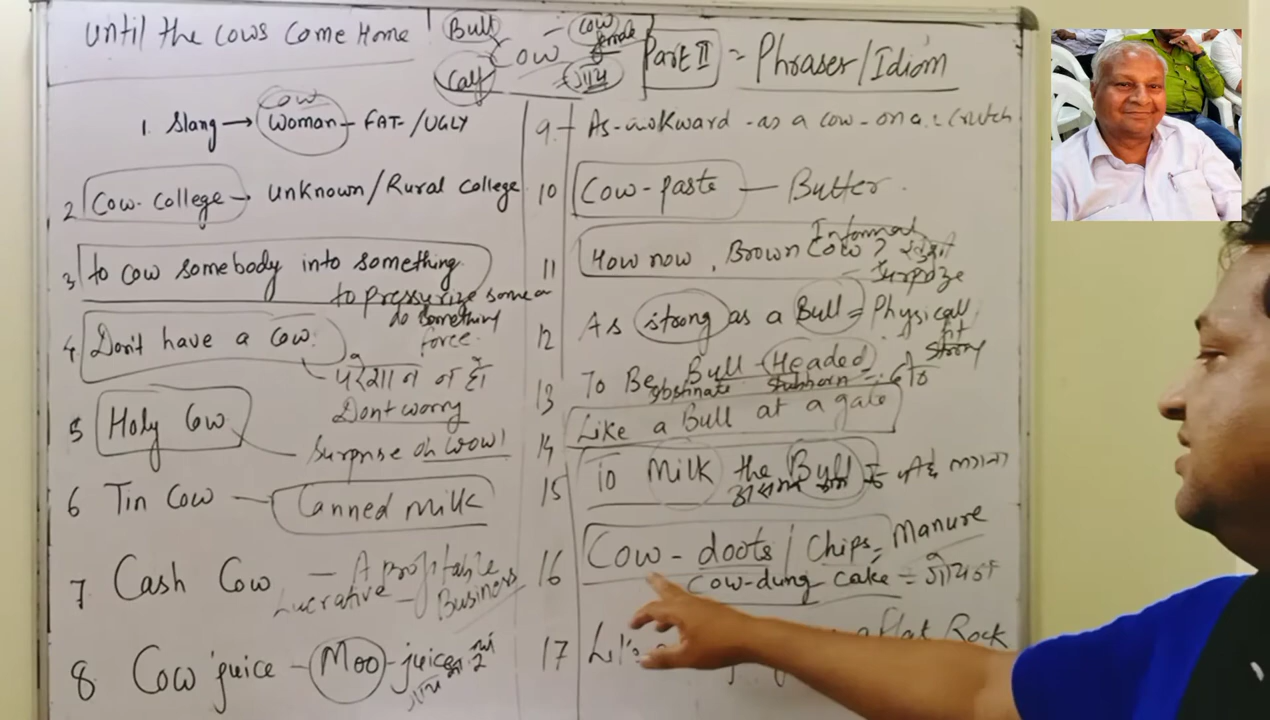 until the cows come Home
Bull
Calf
Cow
Cow
female
गाय
Part II = Phrases/Idiom
1. Slang → Cow Woman - FAT-/UGLY
2 Cow-college → unknown/Rural college
3 to cow somebody into something
to pressurize someone
do something
force.
4 Don't have a cow.
परेशान न हों
Dont worry
5 Holy Cow
Surprise oh wow!
6 Tin Cow - Canned Milk
7 Cash Cow - A Profitable
Lucrative - Business
8 Cow juice - Moo-juice
गाय का
9 - As-awkward-as a cow-on a-crutch
10 Cow-paste - Butter.
11 How now, Brown Cow?
Informal
Surprize
12 As strong as a Bull = Physically
fit
strong
13 To Be Bull-Headed
obstinate stubborn =
14 Like a Bull at a gate
15 To Milk the Bull
16 Cow-doots/Chips = Manure
Cow-dung cake =
17 flat Rock